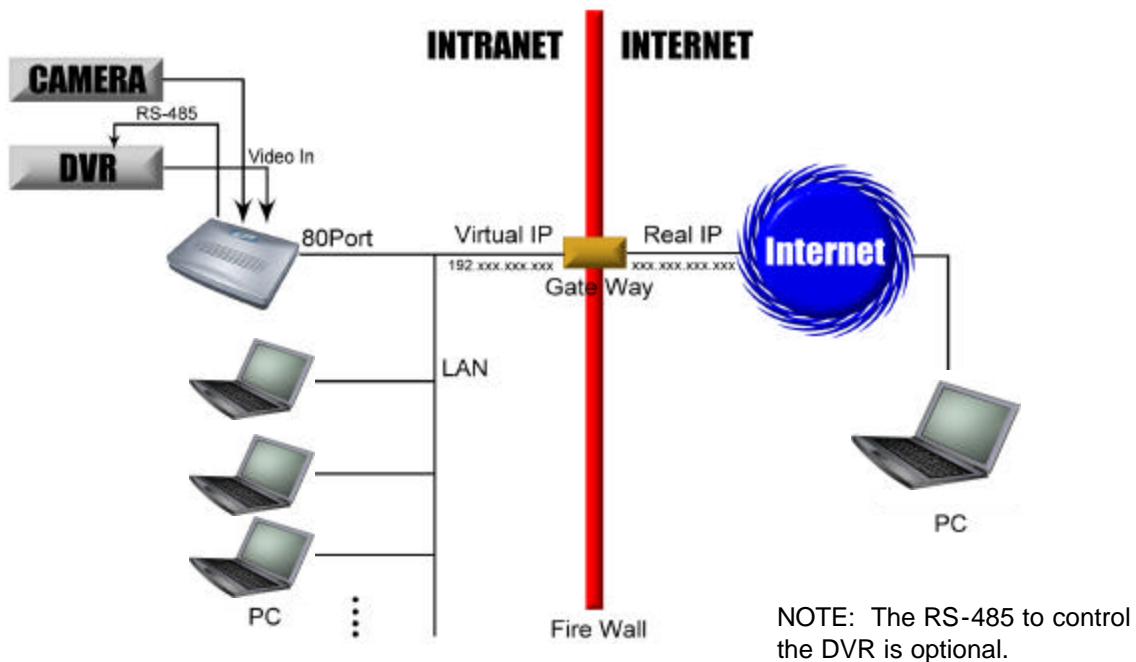 INTRANET INTERNET
CAMERA
RS-485
DVR
Video In
80Port
Virtual IP
Real IP
Internet
192.xxx.xxx.xxx
xxx.xxx.xxx.xxx
Gate Way
LAN
PC
PC
Fire Wall
NOTE: The RS-485 to control
the DVR is optional.